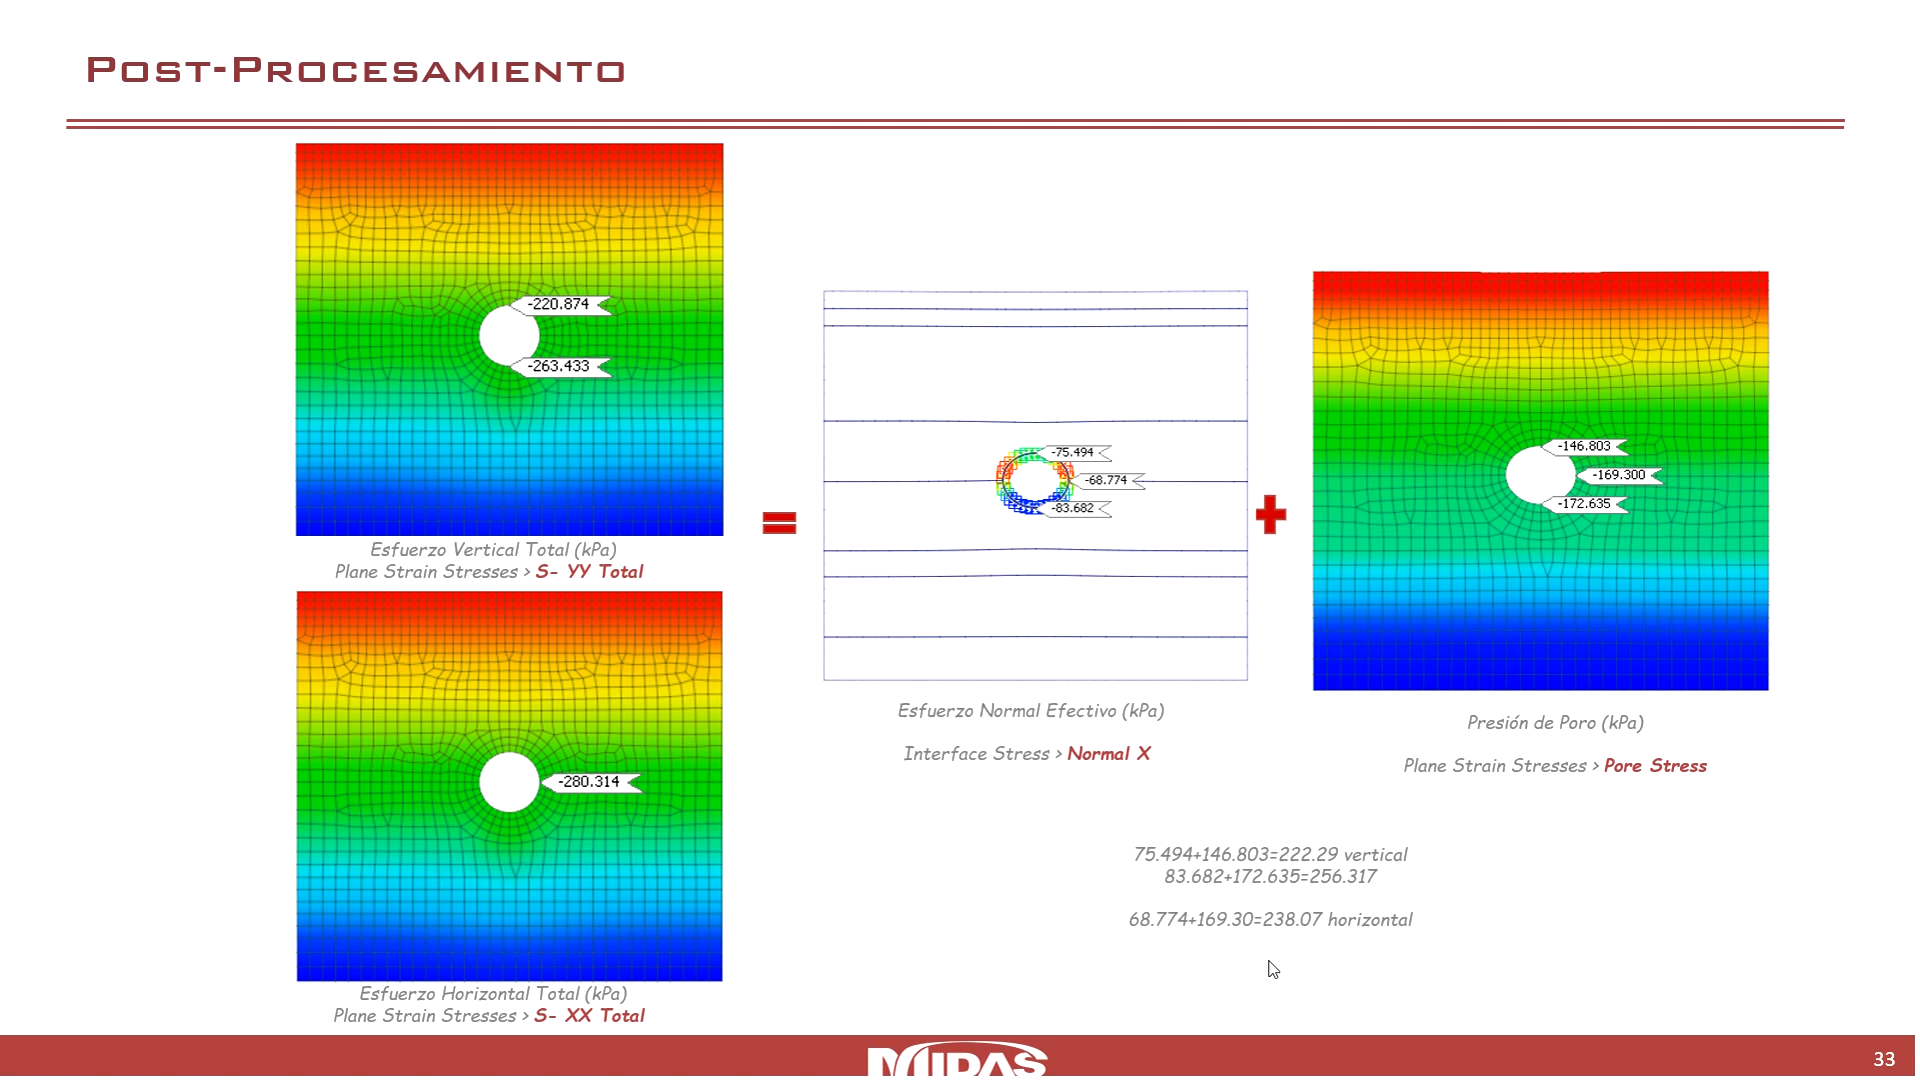 Post-Procesamiento
-220.874
-263.433
Esfuerzo Vertical Total (kPa)
Plane Strain Stresses > S- YY Total
-280.314
Esfuerzo Horizontal Total (kPa)
Plane Strain Stresses > S- XX Total
-75.494
-68.774
-83.682
Esfuerzo Normal Efectivo (kPa)
Interface Stress > Normal X
-146.803
-169.300
-172.635
Presión de Poro (kPa)
Plane Strain Stresses > Pore Stress
75.494+146.803=222.29 vertical
83.682+172.635=256.317
68.774+169.30=238.07 horizontal
MIDAS
33